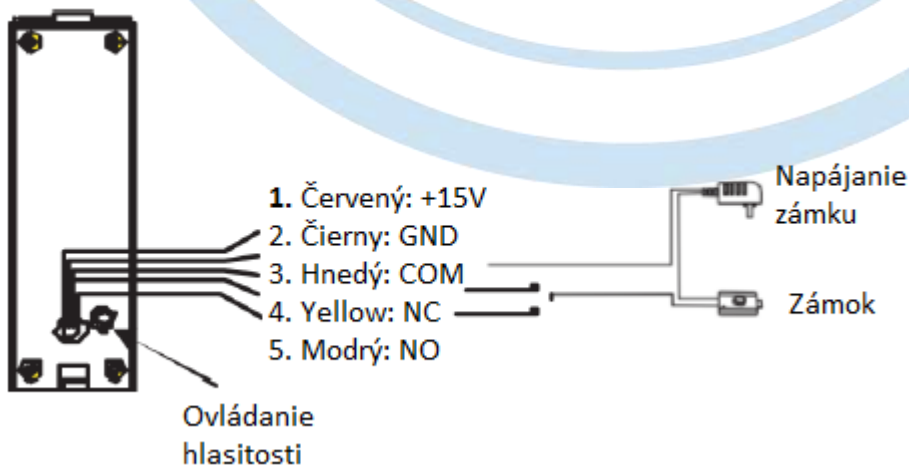 1. Červený: +15V
2. Čierny: GND
3. Hnedý: COM
4. Yellow: NC
5. Modrý: NO
Napájanie
zámku
Zámok
Ovládanie
hlasitosti